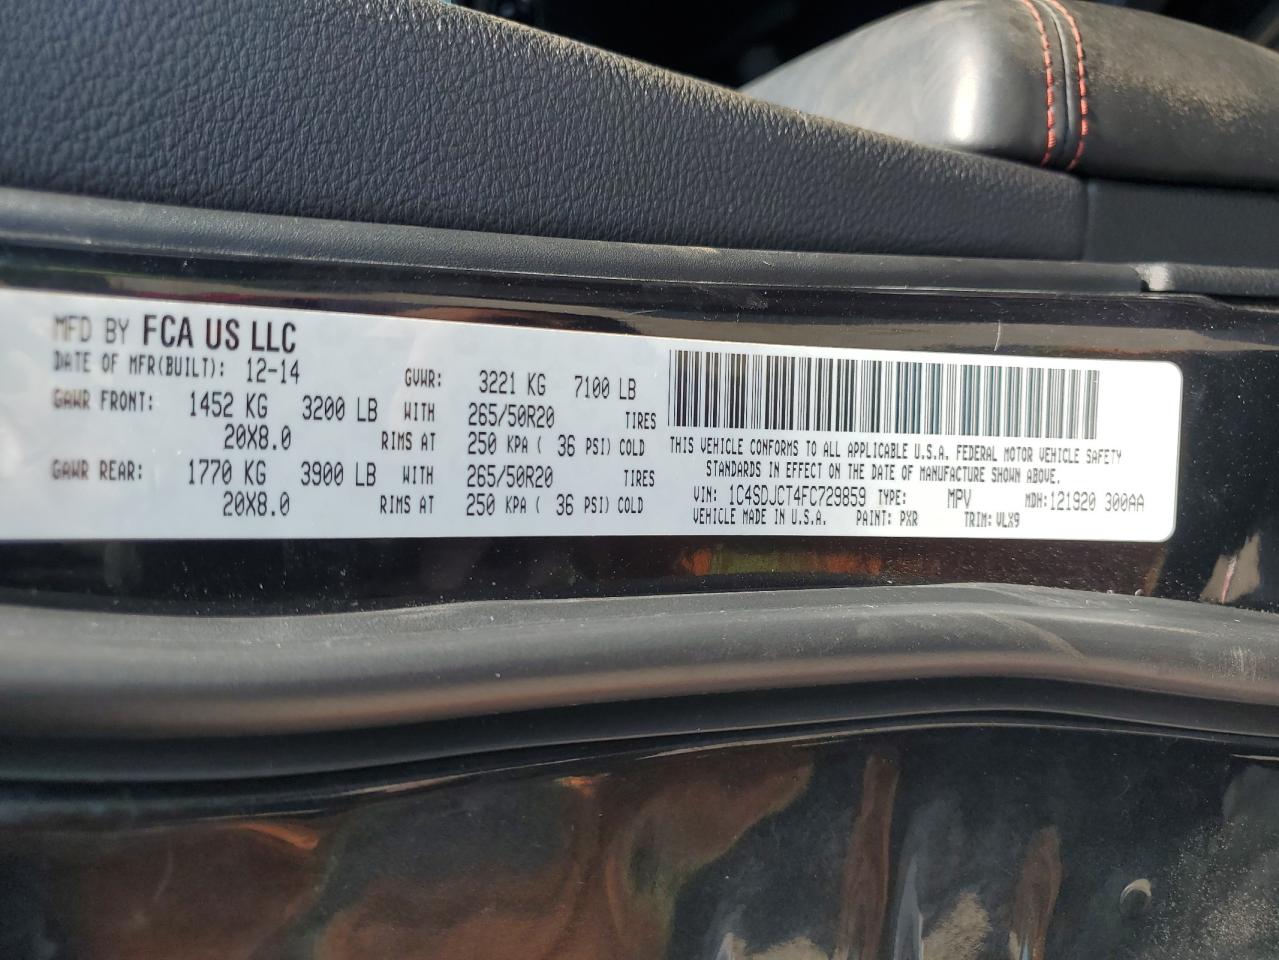 MFD BY FCA US LLC
DATE OF MFR(BUILT): 12-14 GVWR: 3221 KG 7100 LB
GAWR FRONT: 1452 KG 3200 LB WITH 265/50R20 TIRES
20X8.0 RIMS AT 250 KPA ( 36 PSI) COLD
GAWR REAR: 1770 KG 3900 LB WITH 265/50R20 TIRES
20X8.0 RIMS AT 250 KPA ( 36 PSI) COLD
THIS VEHICLE CONFORMS TO ALL APPLICABLE U.S.A. FEDERAL MOTOR VEHICLE SAFETY
STANDARDS IN EFFECT ON THE DATE OF MANUFACTURE SHOWN ABOVE.
VIN: 1C4SDJCT4FC729859 TYPE: MPV MDH:121920 300AA
VEHICLE MADE IN U.S.A. PAINT: PXR TRIM: VLX9